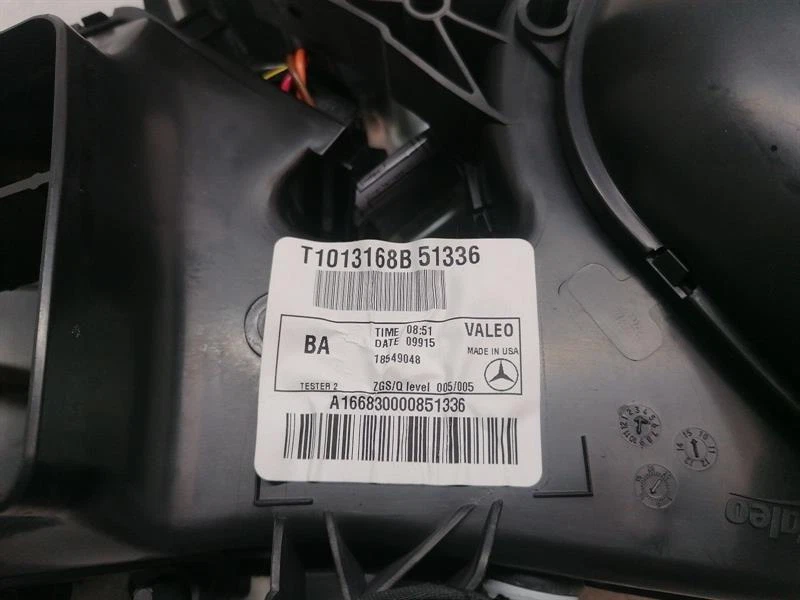 T1013168B 51336
BA
TIME 08:51
DATE 09915
18549048
VALEO
MADE IN USA
TESTER 2 ZGS/Q level 005/005
A166830000851336
Valeo